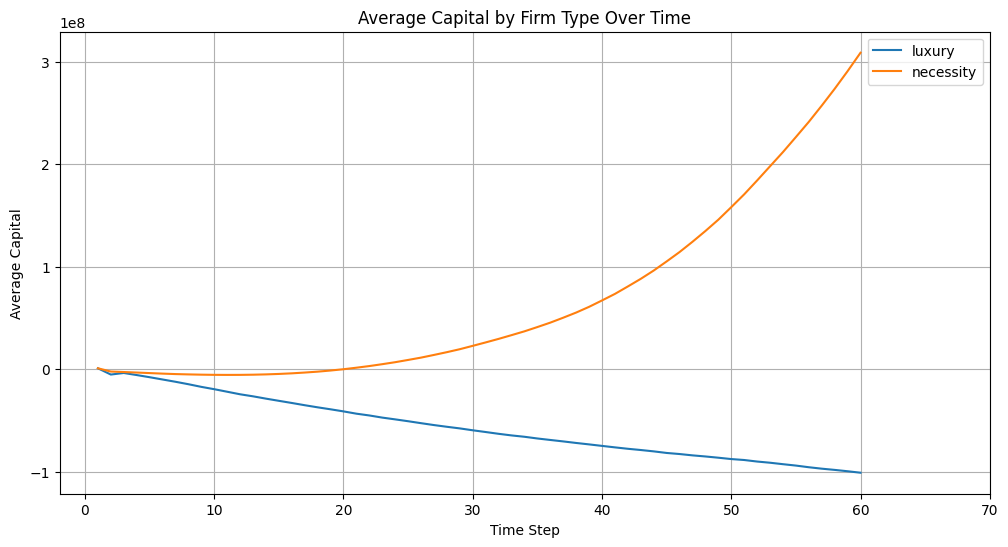 Average Capital by Firm Type Over Time
1e8
luxury
necessity
3
2
1
0
−1
Average Capital
0 10 20 30 40 50 60 70
Time Step